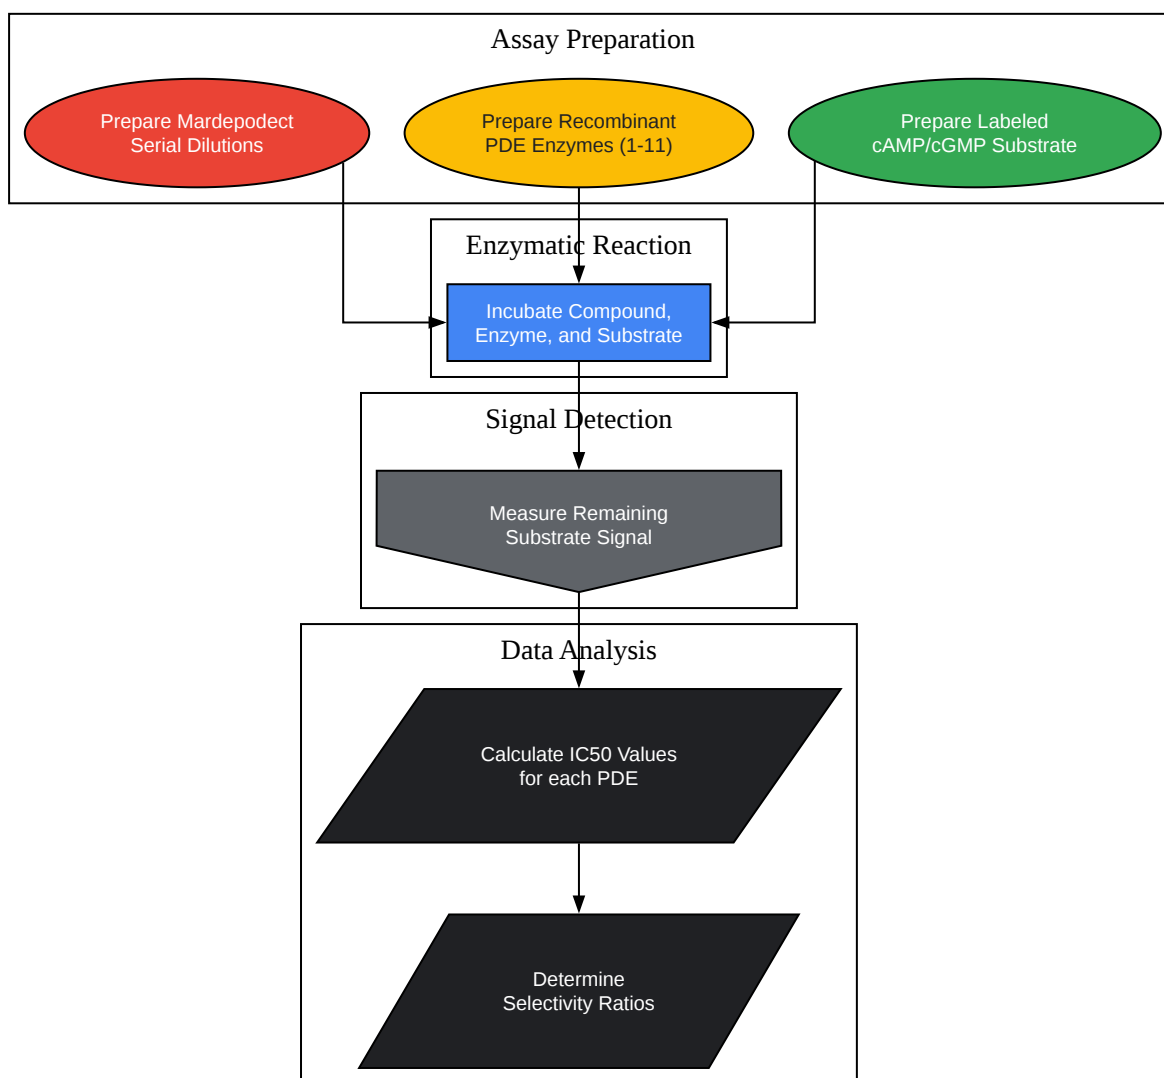 Assay Preparation
Prepare Mardepodect
Serial Dilutions
Prepare Recombinant
PDE Enzymes (1-11)
Prepare Labeled
cAMP/cGMP Substrate
Enzymatic Reaction
Incubate Compound,
Enzyme, and Substrate
Signal Detection
Measure Remaining
Substrate Signal
Data Analysis
Calculate IC50 Values
for each PDE
Determine
Selectivity Ratios